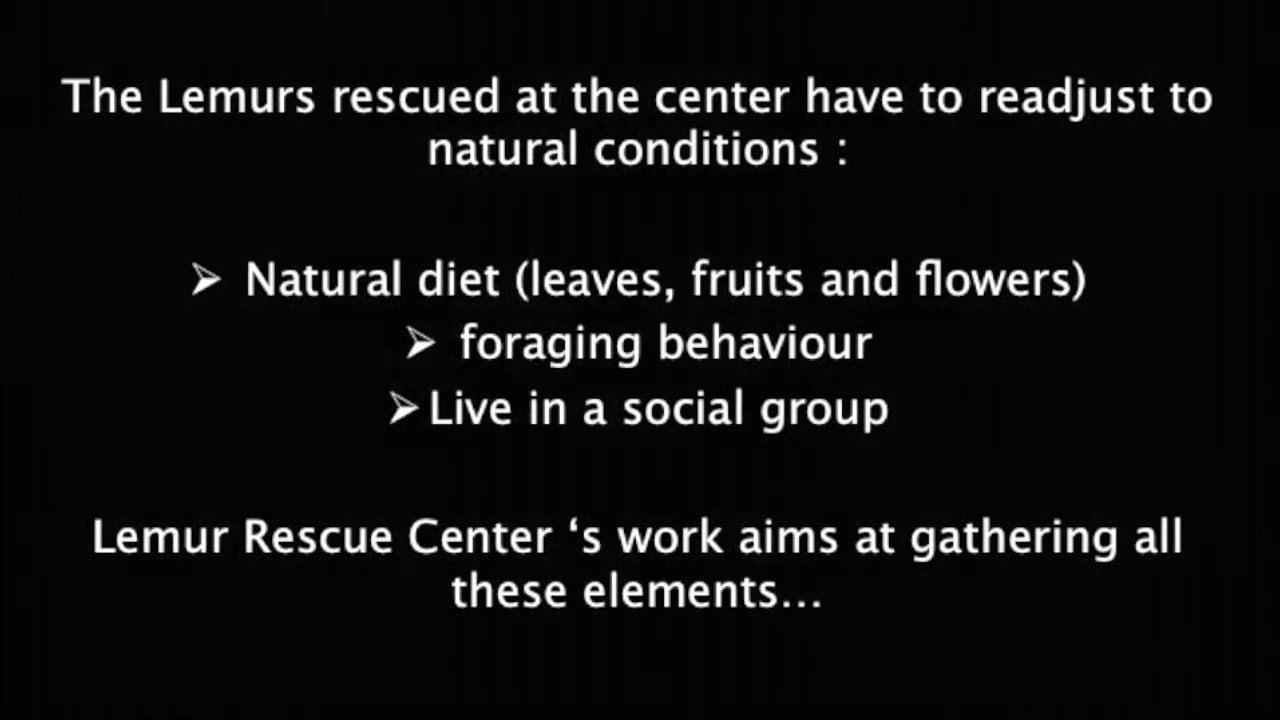 The Lemurs rescued at the center have to readjust to
natural conditions :
➢ Natural diet (leaves, fruits and flowers)
➢ foraging behaviour
➢ Live in a social group
Lemur Rescue Center ‘s work aims at gathering all
these elements...